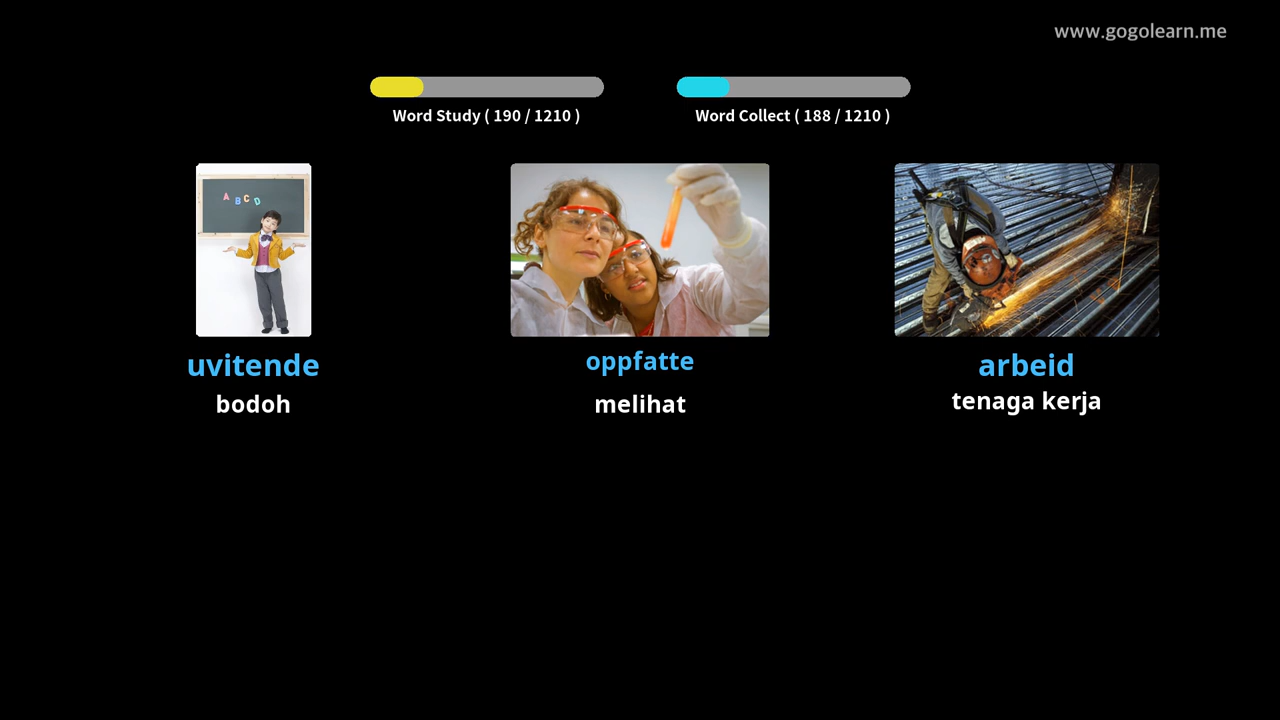 www.gogolearn.me
Word Study ( 190 / 1210 )
Word Collect ( 188 / 1210 )
A B C D
uvitende
oppfatte
arbeid
bodoh
melihat
tenaga kerja